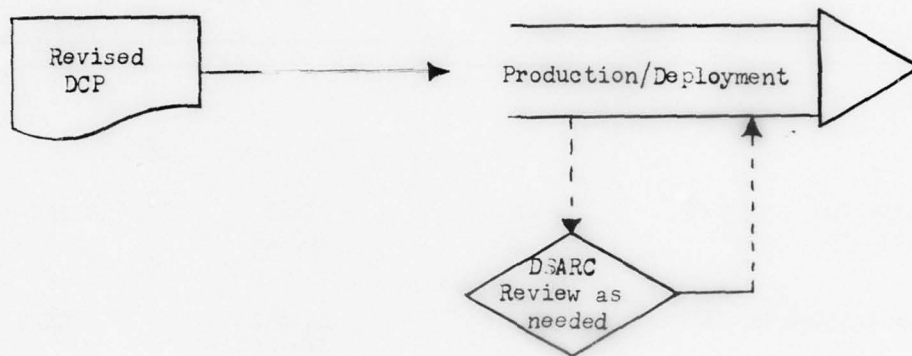 Revised
DCP
Production/Deployment
DSARC
Review as
needed